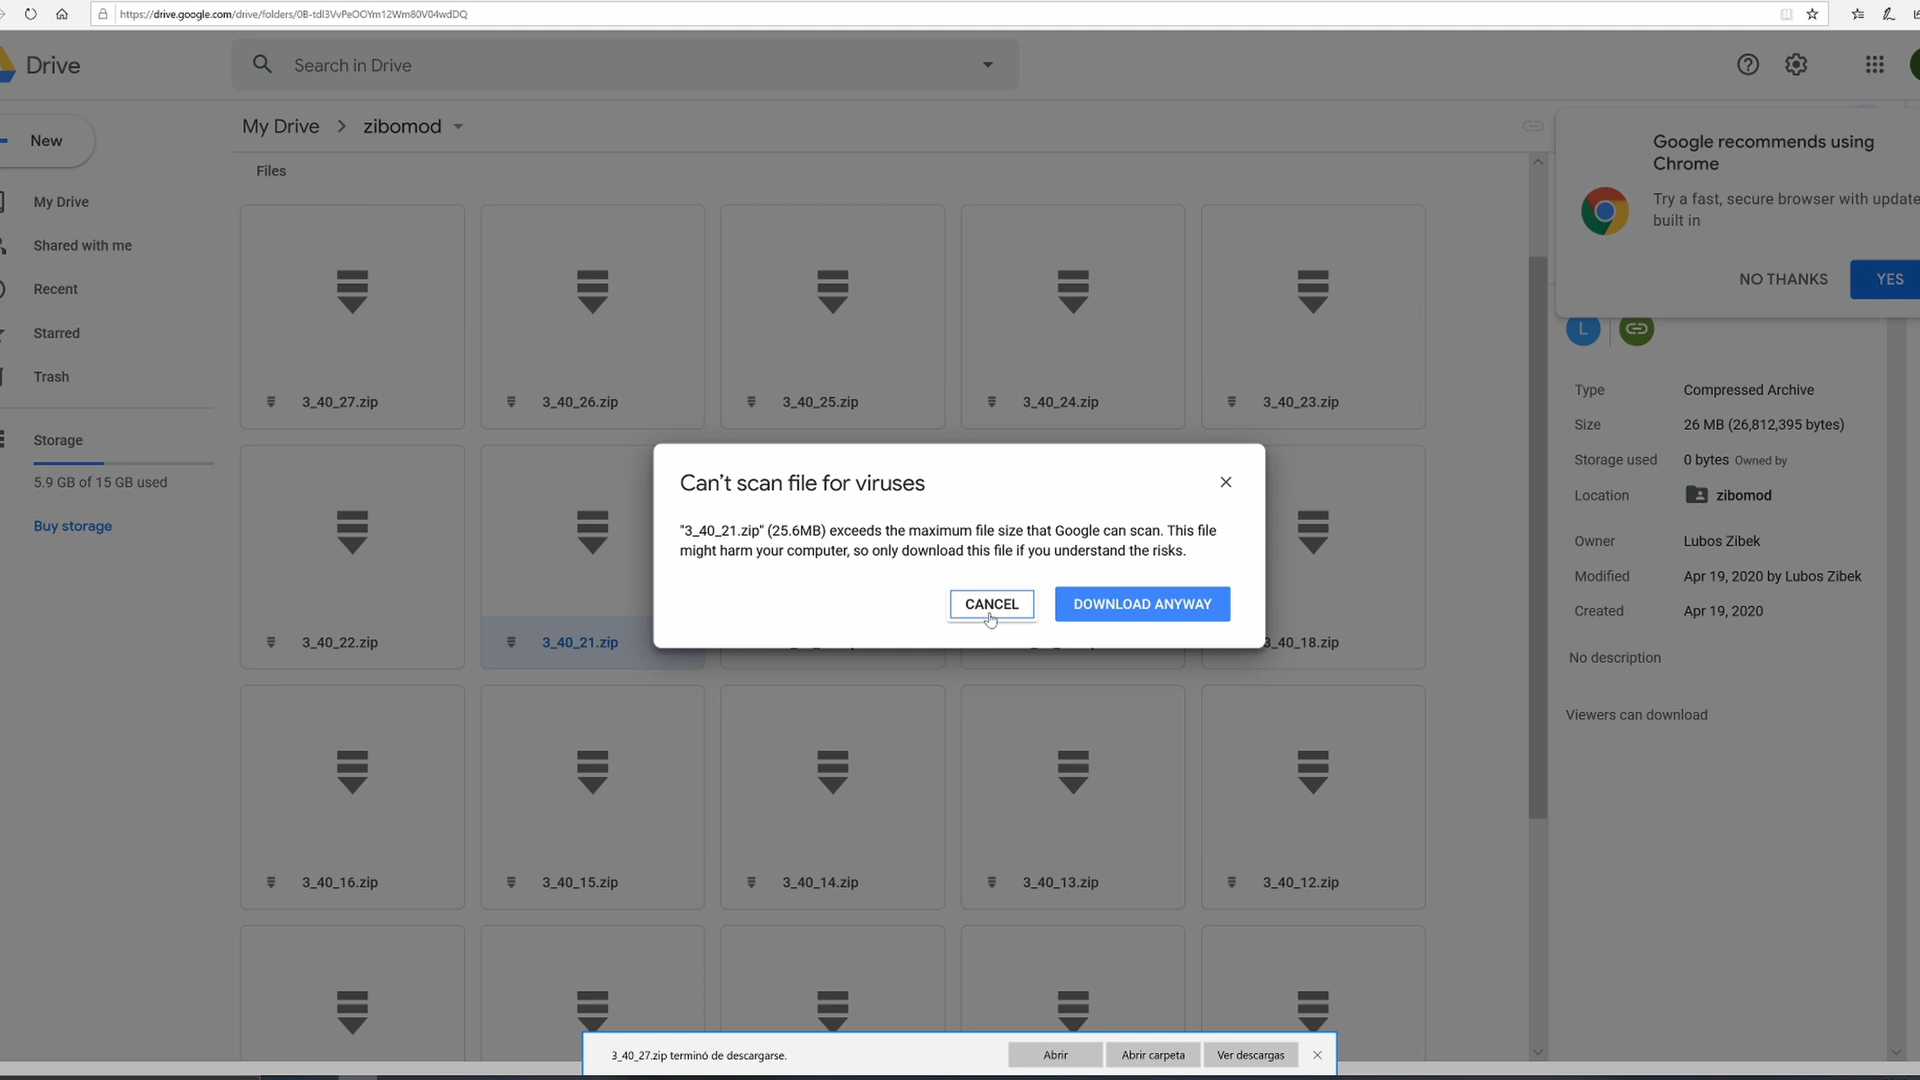 https://drive.google.com/drive/folders/0B-tdl3VvPeOOYm12Wm80V04wdDQ
Drive
Search in Drive
New
My Drive
Shared with me
Recent
Starred
Trash
Storage
5.9 GB of 15 GB used
Buy storage
My Drive > zibomod
Files
3_40_27.zip
3_40_26.zip
3_40_25.zip
3_40_24.zip
3_40_23.zip
3_40_22.zip
3_40_21.zip
3_40_18.zip
3_40_16.zip
3_40_15.zip
3_40_14.zip
3_40_13.zip
3_40_12.zip
Can't scan file for viruses
"3_40_21.zip" (25.6MB) exceeds the maximum file size that Google can scan. This file
might harm your computer, so only download this file if you understand the risks.
CANCEL
DOWNLOAD ANYWAY
Google recommends using
Chrome
Try a fast, secure browser with update
built in
NO THANKS
YES
L
Type Compressed Archive
Size 26 MB (26,812,395 bytes)
Storage used 0 bytes Owned by
Location zibomod
Owner Lubos Zibek
Modified Apr 19, 2020 by Lubos Zibek
Created Apr 19, 2020
No description
Viewers can download
3_40_27.zip terminó de descargarse.
Abrir
Abrir carpeta
Ver descargas